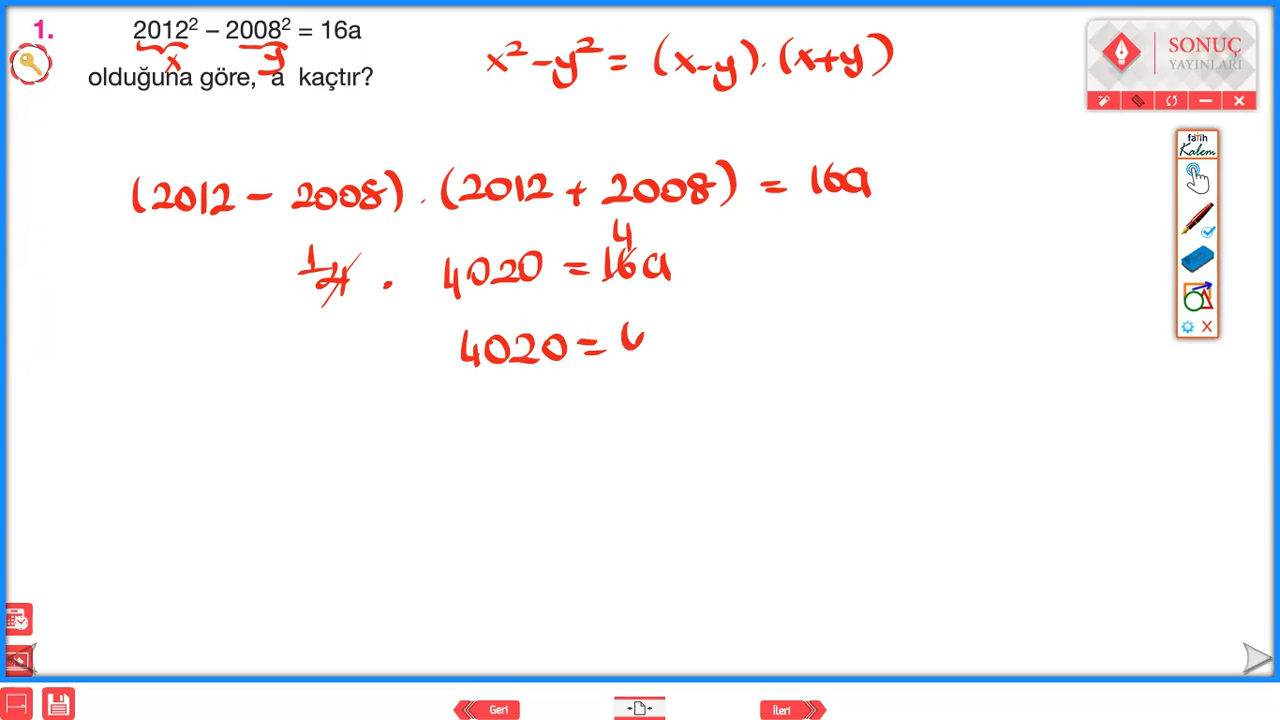 1. 2012² – 2008² = 16a
x y
olduğuna göre, a kaçtır?
x² - y² = (x-y) . (x+y)
SONUÇ
YAYINLARI
fatih
Kalem
(2012 - 2008) . (2012 + 2008) = 16a
1 4
4 . 4020 = 16a
4020 =
Geri
İleri